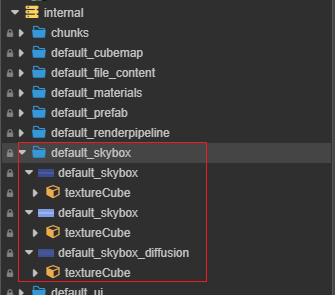 internal
chunks
default_cubemap
default_file_content
default_materials
default_prefab
default_renderpipeline
default_skybox
default_skybox
textureCube
default_skybox
textureCube
default_skybox_diffusion
textureCube
default_ui